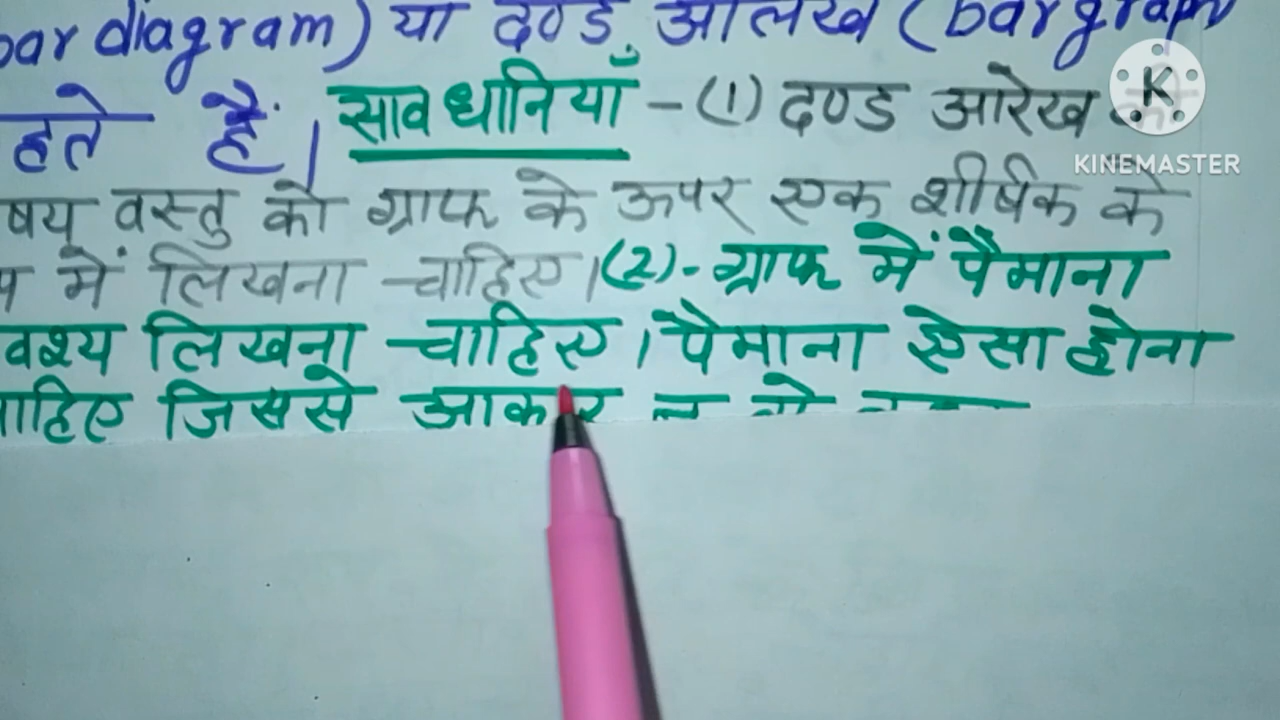 bar diagram) या दण्ड आलेख (bargraph
हते हैं। सावधानियाँ - (1) दण्ड आरेख की
षय वस्तु को ग्राफ के ऊपर एक शीर्षक के
प में लिखना चाहिए। (2)- ग्राफ में पैमाना
वश्य लिखना चाहिए। पैमाना ऐसा होना
ाहिए जिससे आकार न तो
K
KINEMASTER